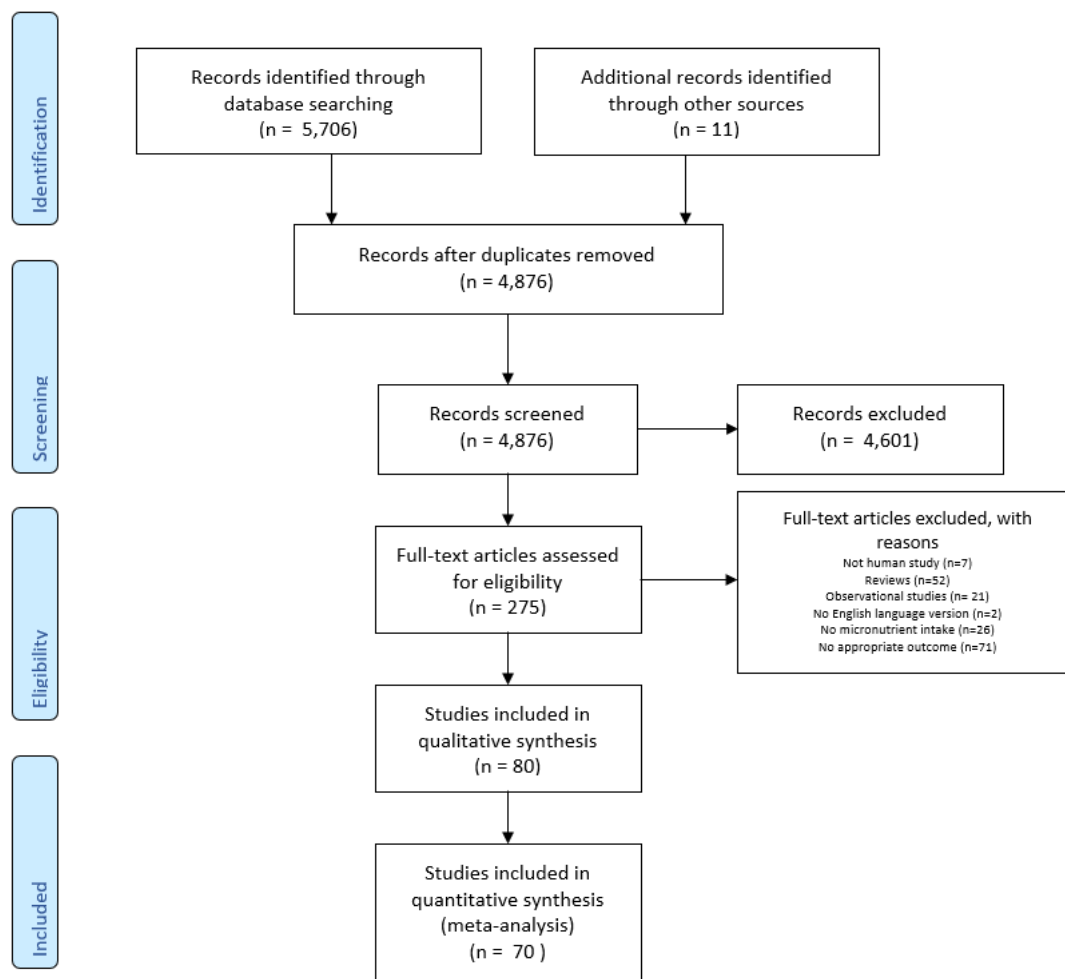 Identification
Records identified through
database searching
(n = 5,706)
Additional records identified
through other sources
(n = 11)
Records after duplicates removed
(n = 4,876)
Screening
Records screened
(n = 4,876)
Records excluded
(n = 4,601)
Eligibility
Full-text articles assessed
for eligibility
(n = 275)
Full-text articles excluded, with
reasons
Not human study (n=7)
Reviews (n=52)
Observational studies (n= 21)
No English language version (n=2)
No micronutrient intake (n=26)
No appropriate outcome (n=71)
Studies included in
qualitative synthesis
(n = 80)
Included
Studies included in
quantitative synthesis
(meta-analysis)
(n = 70 )